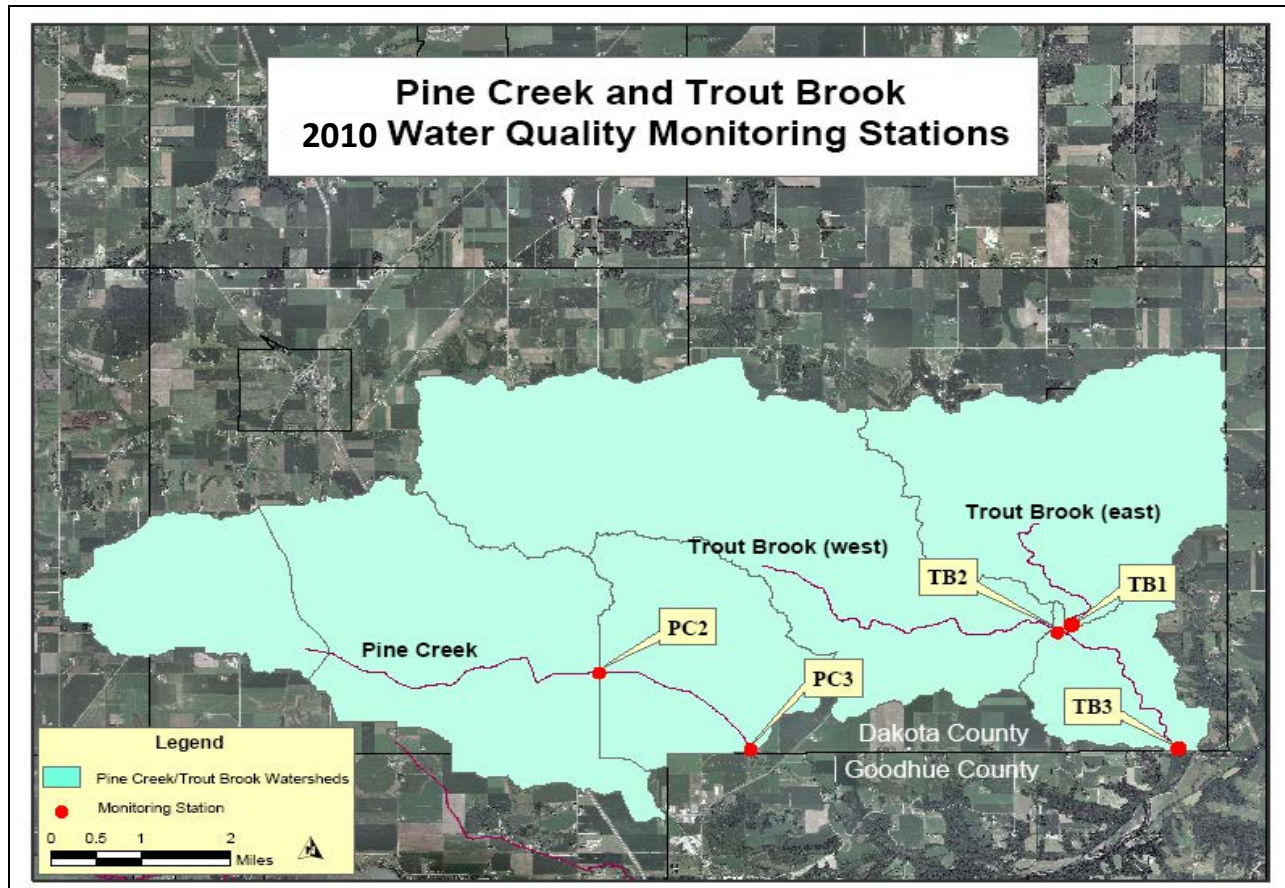 Pine Creek and Trout Brook
2010 Water Quality Monitoring Stations
Trout Brook (east)
Trout Brook (west)
TB2
TB1
PC2
Pine Creek
PC3
TB3
Dakota County
Goodhue County
Legend
Pine Creek/Trout Brook Watersheds
Monitoring Station
0 0.5 1 2
Miles